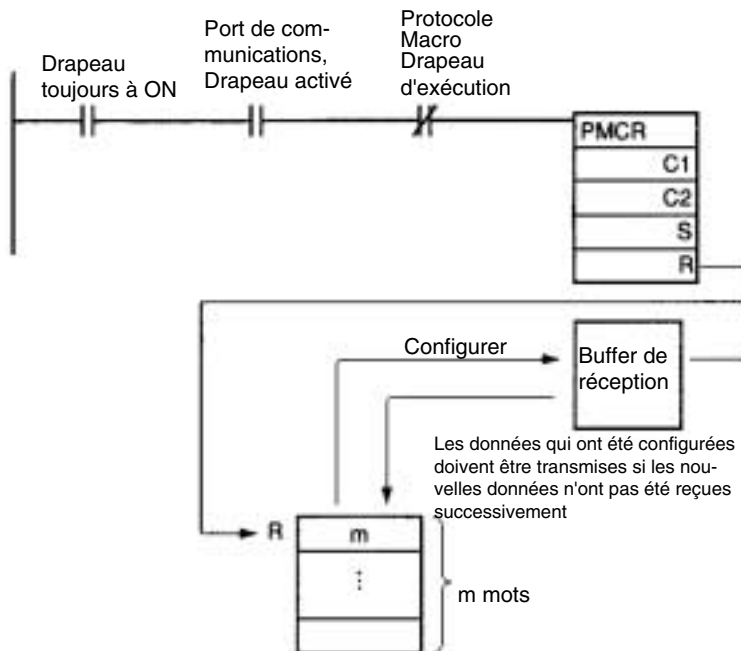 Drapeau
toujours à ON
Port de com-
munications,
Drapeau activé
Protocole
Macro
Drapeau
d'exécution
PMCR
C1
C2
S
R
Configurer
Buffer de
réception
Les données qui ont été configurées
doivent être transmises si les nou-
velles données n'ont pas été reçues
successivement
R
m
⋮
m mots